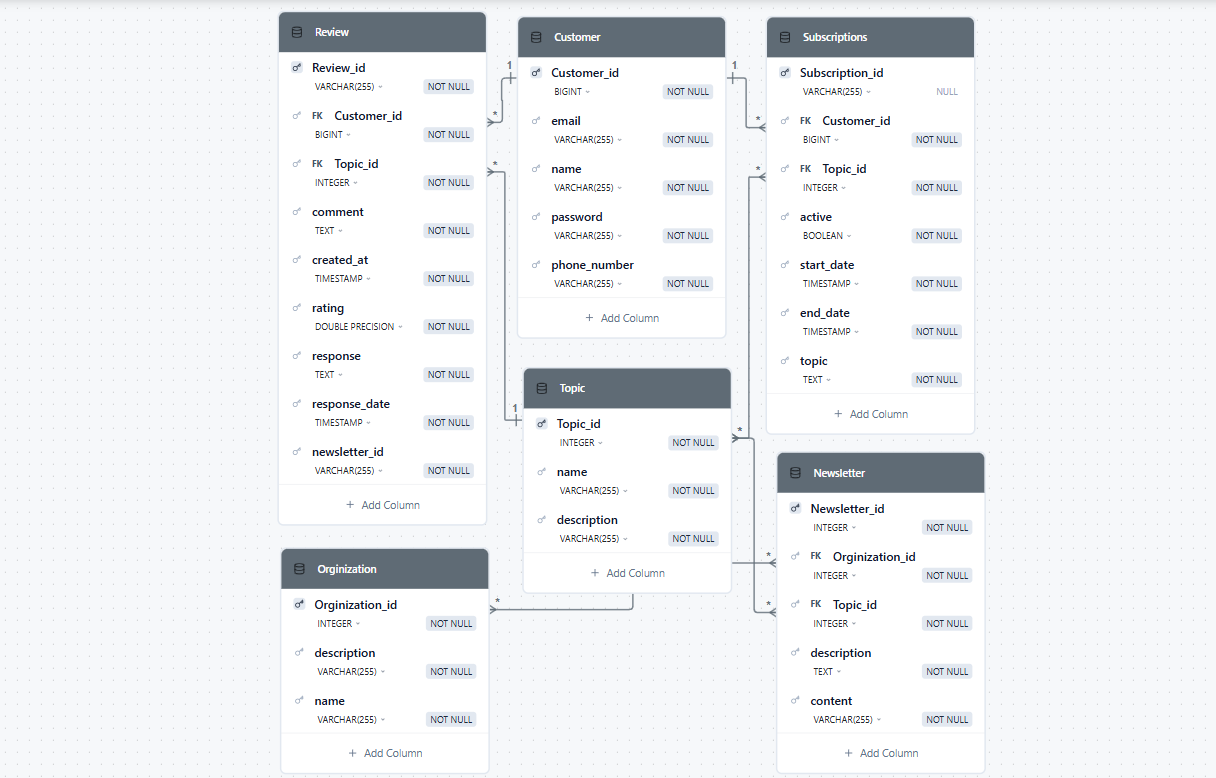 Review
Review_id
VARCHAR(255) NOT NULL
FK Customer_id
BIGINT NOT NULL
FK Topic_id
INTEGER NOT NULL
comment
TEXT NOT NULL
created_at
TIMESTAMP NOT NULL
rating
DOUBLE PRECISION NOT NULL
response
TEXT NOT NULL
response_date
TIMESTAMP NOT NULL
newsletter_id
VARCHAR(255) NOT NULL
+ Add Column
1
*
*
1
Customer
Customer_id
BIGINT NOT NULL
email
VARCHAR(255) NOT NULL
name
VARCHAR(255) NOT NULL
password
VARCHAR(255) NOT NULL
phone_number
VARCHAR(255) NOT NULL
+ Add Column
1
*
*
Subscriptions
Subscription_id
VARCHAR(255) NULL
FK Customer_id
BIGINT NOT NULL
FK Topic_id
INTEGER NOT NULL
active
BOOLEAN NOT NULL
start_date
TIMESTAMP NOT NULL
end_date
TIMESTAMP NOT NULL
topic
TEXT NOT NULL
+ Add Column
Topic
Topic_id
INTEGER NOT NULL
name
VARCHAR(255) NOT NULL
description
VARCHAR(255) NOT NULL
+ Add Column
*
*
*
Orginization
Orginization_id
INTEGER NOT NULL
description
VARCHAR(255) NOT NULL
name
VARCHAR(255) NOT NULL
+ Add Column
*
Newsletter
Newsletter_id
INTEGER NOT NULL
FK Orginization_id
INTEGER NOT NULL
FK Topic_id
INTEGER NOT NULL
description
TEXT NOT NULL
content
VARCHAR(255) NOT NULL
+ Add Column